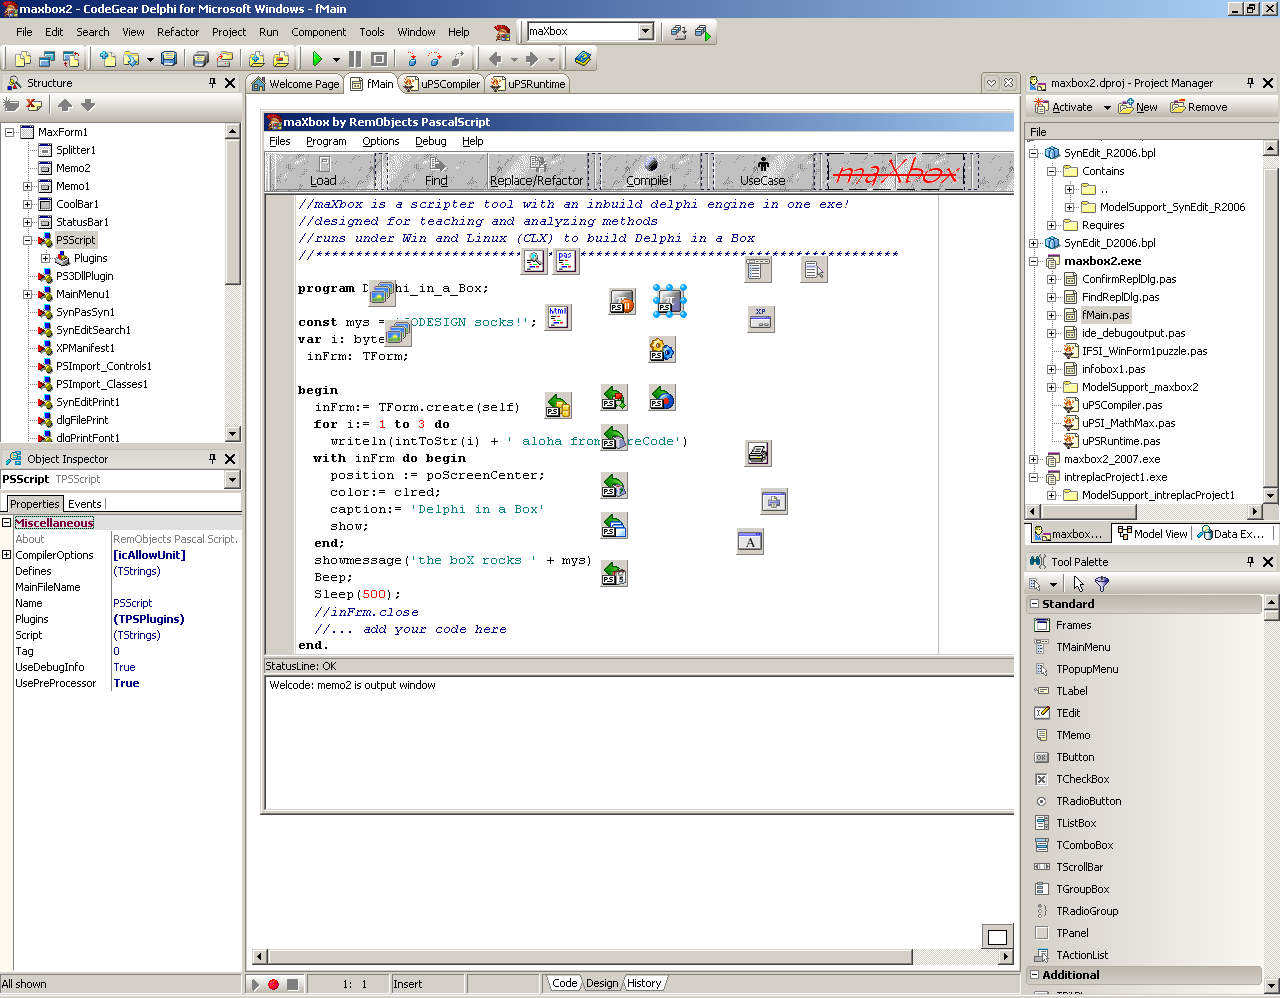 maxbox2 - CodeGear Delphi for Microsoft Windows - fMain
File Edit Search View Refactor Project Run Component Tools Window Help
maXbox
Structure
MaxForm1
Splitter1
Memo2
Memo1
CoolBar1
StatusBar1
PSScript
Plugins
PS3DllPlugin
MainMenu1
SynPasSyn1
SynEditSearch1
XPManifest1
PSImport_Controls1
PSImport_Classes1
SynEditPrint1
dlgFilePrint
dlgPrintFont1
Object Inspector
PSScript TPSScript
Properties Events
Miscellaneous
About RemObjects Pascal Script.
CompilerOptions [icAllowUnit]
Defines (TStrings)
MainFileName
Name PSScript
Plugins (TPSPlugins)
Script (TStrings)
Tag 0
UseDebugInfo True
UsePreProcessor True
All shown
Welcome Page fMain uPSCompiler uPSRuntime
maXbox by RemObjects PascalScript
Files Program Options Debug Help
Load Find Replace/Refactor Compile! UseCase maXbox
//maXbox is a scripter tool with an inbuild delphi engine in one exe!
//designed for teaching and analyzing methods
//runs under Win and Linux (CLX) to build Delphi in a Box
//*************************************************************************
program D hi_in_a_Box;
const mys = ODESIGN socks!';
var i: byte
inFrm: TForm;
begin
inFrm:= TForm.create(self)
for i:= 1 to 3 do
writeln(intToStr(i) + ' aloha from reCode')
with inFrm do begin
position := poScreenCenter;
color:= clred;
caption:= 'Delphi in a Box'
show;
end;
showmessage('the boX rocks ' + mys)
Beep;
Sleep(500);
//inFrm.close
//... add your code here
end.
StatusLine: OK
Welcode: memo2 is output window
1: 1 Insert
Code Design History
maxbox2.dproj - Project Manager
Activate New Remove
File
SynEdit_R2006.bpl
Contains
..
ModelSupport_SynEdit_R2006
Requires
SynEdit_D2006.bpl
maxbox2.exe
ConfirmReplDlg.pas
FindReplDlg.pas
fMain.pas
ide_debugoutput.pas
IFSI_WinForm1puzzle.pas
infobox1.pas
ModelSupport_maxbox2
uPSCompiler.pas
uPSI_MathMax.pas
uPSRuntime.pas
maxbox2_2007.exe
intreplacProject1.exe
ModelSupport_intreplacProject1
maxbox... Model View Data Ex...
Tool Palette
Standard
Frames
TMainMenu
TPopupMenu
TLabel
TEdit
TMemo
TButton
TCheckBox
TRadioButton
TListBox
TComboBox
TScrollBar
TGroupBox
TRadioGroup
TPanel
TActionList
Additional